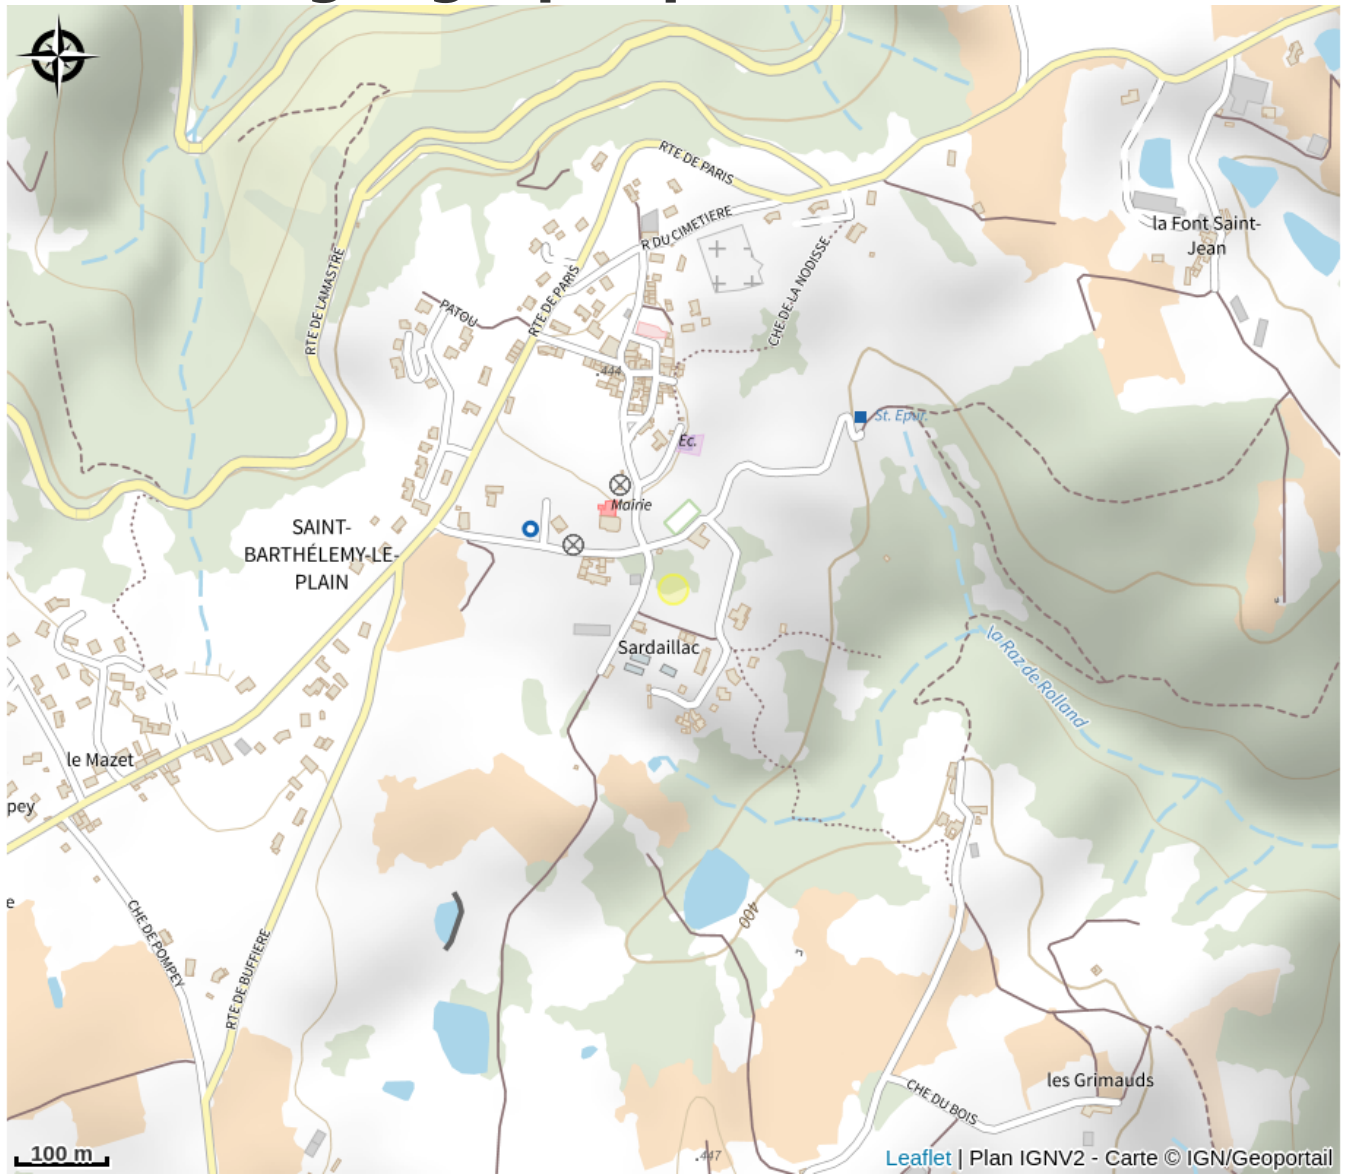 RTE DE PARIS
R DU CIMETIERE
la Font Saint-
Jean
CHE DE LA NODISSE
RTE DE LAMASTRE
RTE DE PARIS
PATOU
444
St. Epur.
Ec.
Mairie
SAINT-
BARTHÉLEMY-LE-
PLAIN
Sardaillac
la Raz de Rolland
le Mazet
pey
e
400
CHE DE POMPEY
RTE DE BUFFIERE
les Grimauds
CHE DU BOIS
447
100 m
Leaflet | Plan IGNV2 - Carte © IGN/Geoportail